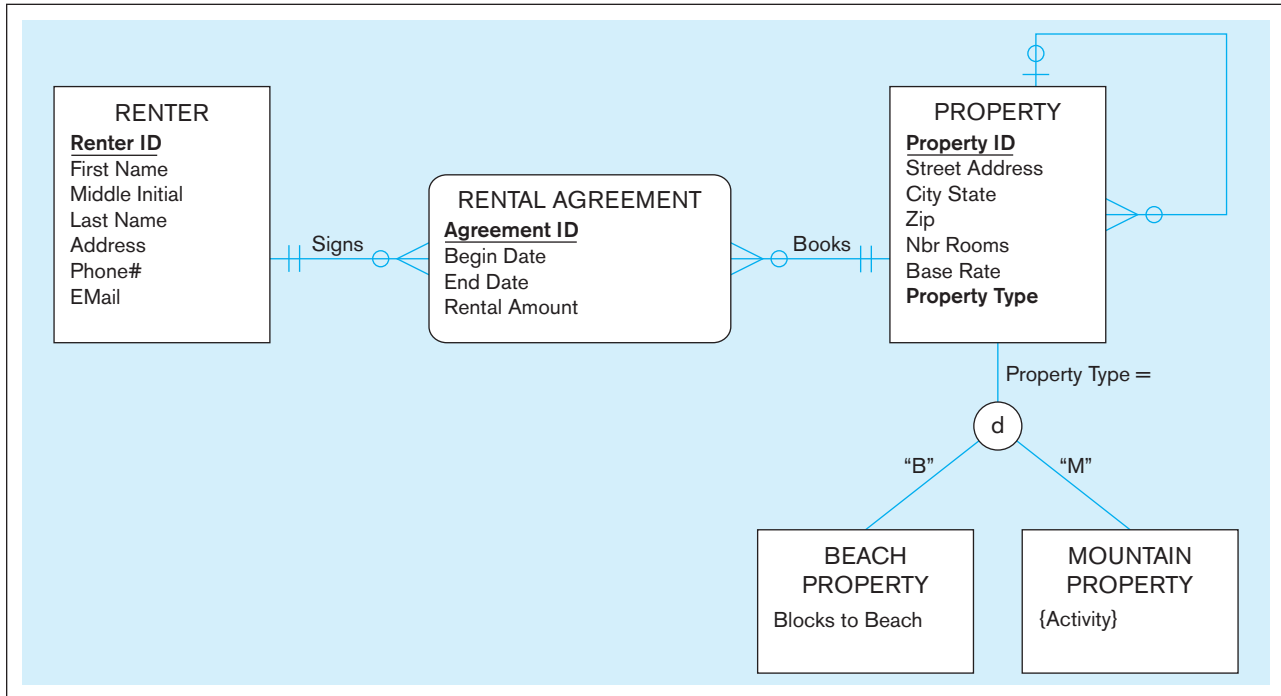 RENTER
Renter ID
First Name
Middle Initial
Last Name
Address
Phone#
EMail
Signs
RENTAL AGREEMENT
Agreement ID
Begin Date
End Date
Rental Amount
Books
PROPERTY
Property ID
Street Address
City State
Zip
Nbr Rooms
Base Rate
Property Type
Property Type =
d
“B”
“M”
BEACH
PROPERTY
Blocks to Beach
MOUNTAIN
PROPERTY
{Activity}